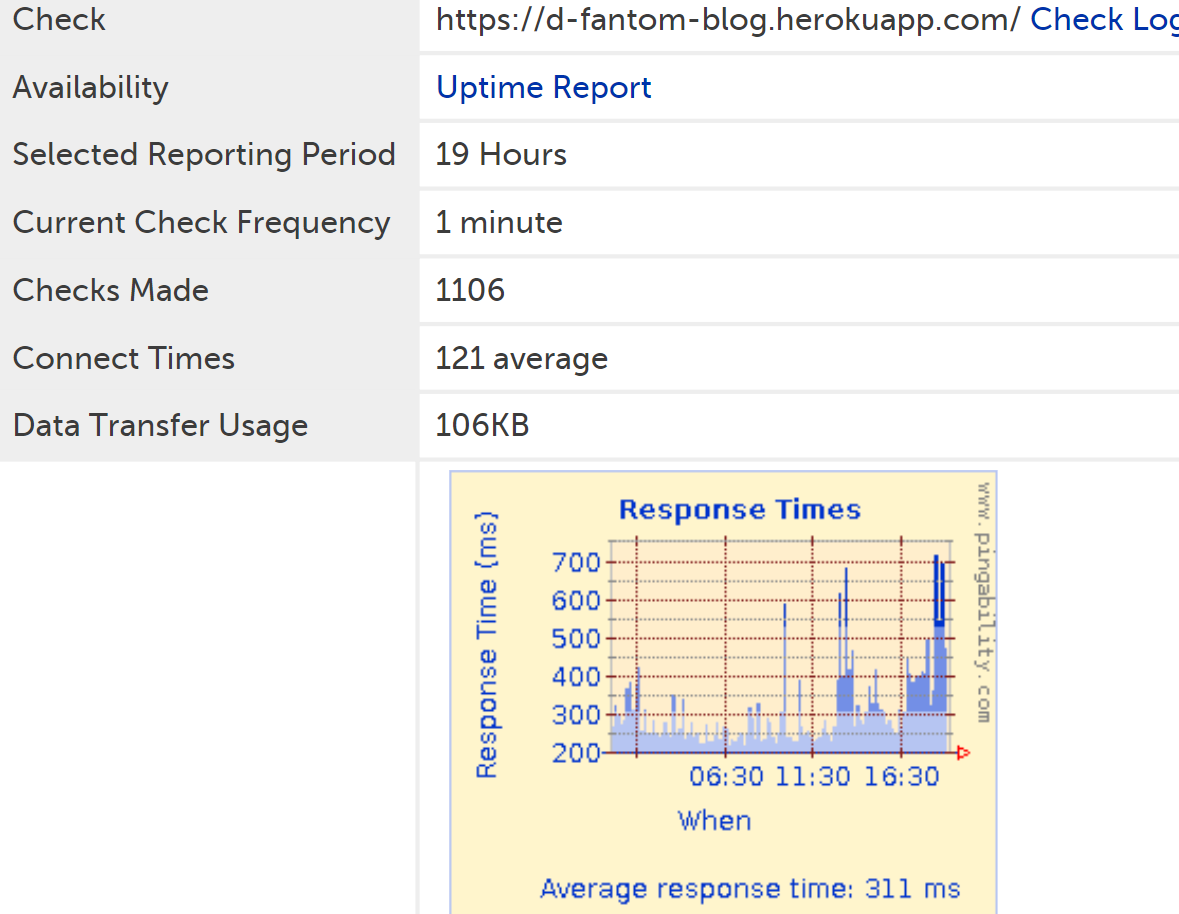 Check https://d-fantom-blog.herokuapp.com/ Check Log
Availability Uptime Report
Selected Reporting Period 19 Hours
Current Check Frequency 1 minute
Checks Made 1106
Connect Times 121 average
Data Transfer Usage 106KB
Response Times
Response Time (ms)
700
600
500
400
300
200
06:30 11:30 16:30
When
Average response time: 311 ms
www.pingability.com